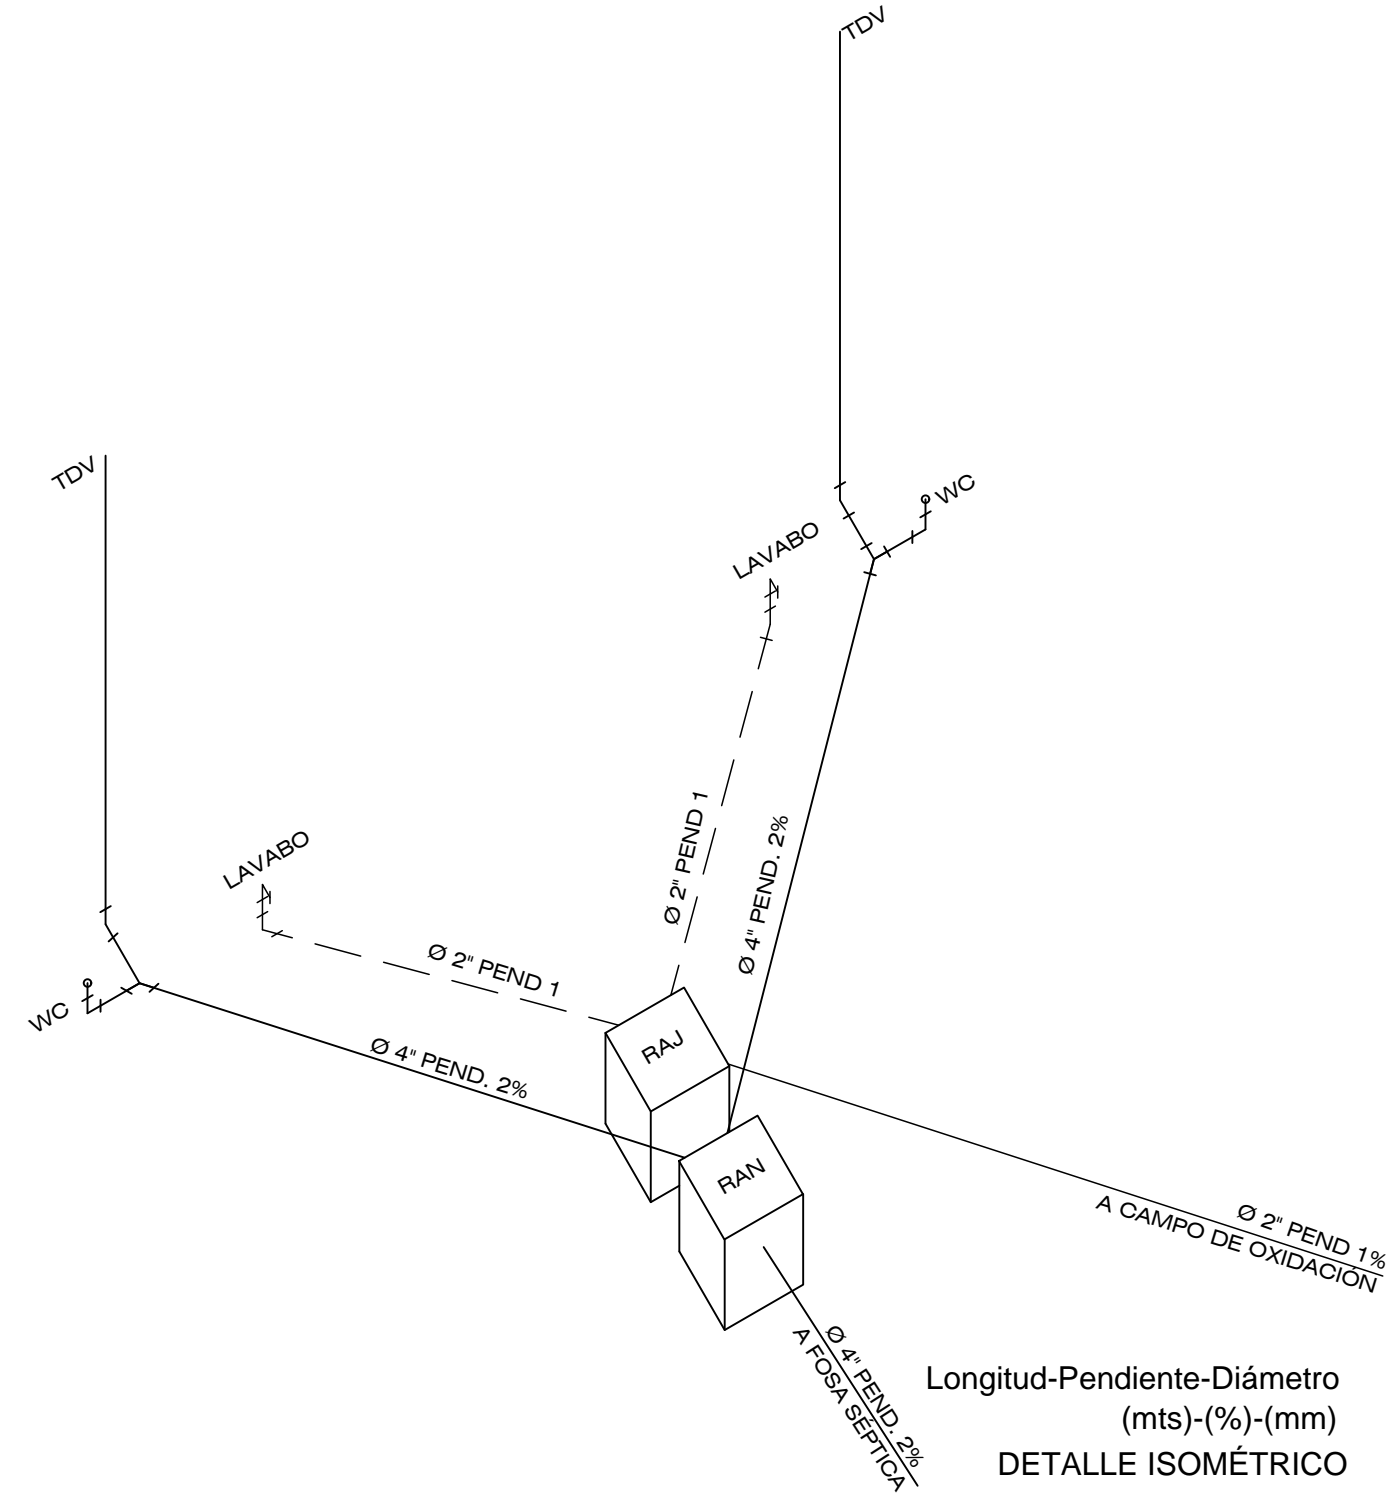 TDV
TDV
WC
LAVABO
Ø 2" PEND 1
Ø 4" PEND. 2%
LAVABO
Ø 2" PEND 1
WC
Ø 4" PEND. 2%
RAJ
RAN
Ø 2" PEND 1%
A CAMPO DE OXIDACIÓN
Ø 4" PEND. 2%
A FOSA SÉPTICA
Longitud-Pendiente-Diámetro
(mts)-(%)-(mm)
DETALLE ISOMÉTRICO